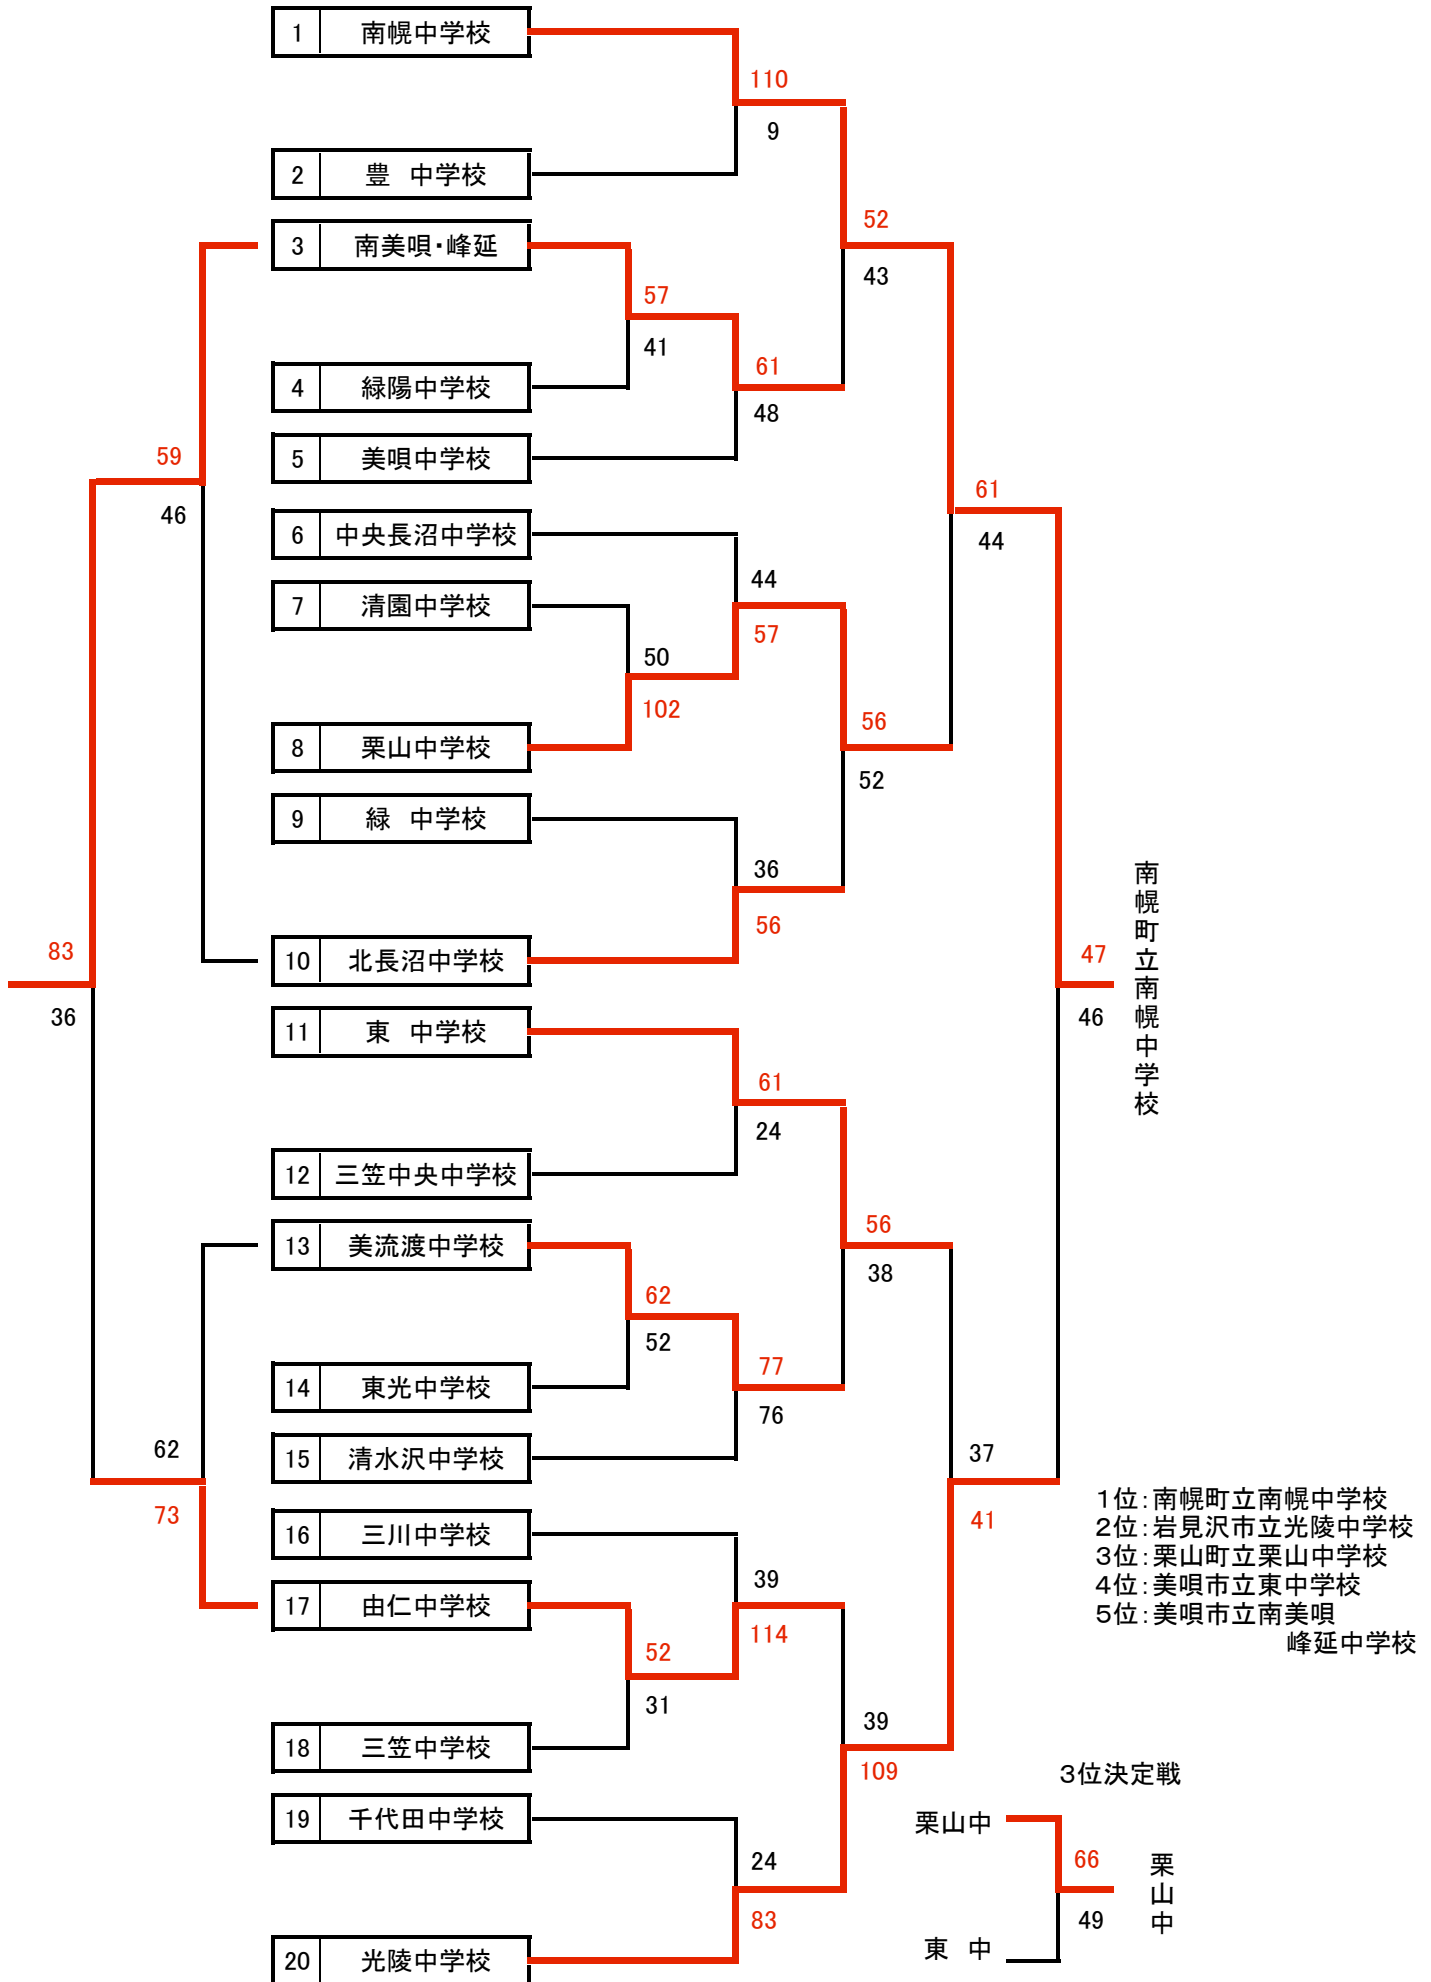 1 南幌中学校
110
9
2 豊 中学校
52
3 南美唄・峰延
43
57
41
61
4 緑陽中学校
48
59
5 美唄中学校
61
46
6 中央長沼中学校
44
44
7 清園中学校
57
50
102
56
8 栗山中学校
52
9 緑 中学校
36
56
83
10 北長沼中学校
47
36
46
南幌町立南幌中学校
11 東 中学校
61
24
12 三笠中央中学校
56
13 美流渡中学校
38
62
52
77
14 東光中学校
76
62
15 清水沢中学校
37
73
41
1位：南幌町立南幌中学校
2位：岩見沢市立光陵中学校
3位：栗山町立栗山中学校
4位：美唄市立東中学校
5位：美唄市立南美唄
峰延中学校
16 三川中学校
39
17 由仁中学校
114
52
31
39
18 三笠中学校
109
3位決定戦
19 千代田中学校
栗山中
24
66
83
49
栗山中
東 中
20 光陵中学校